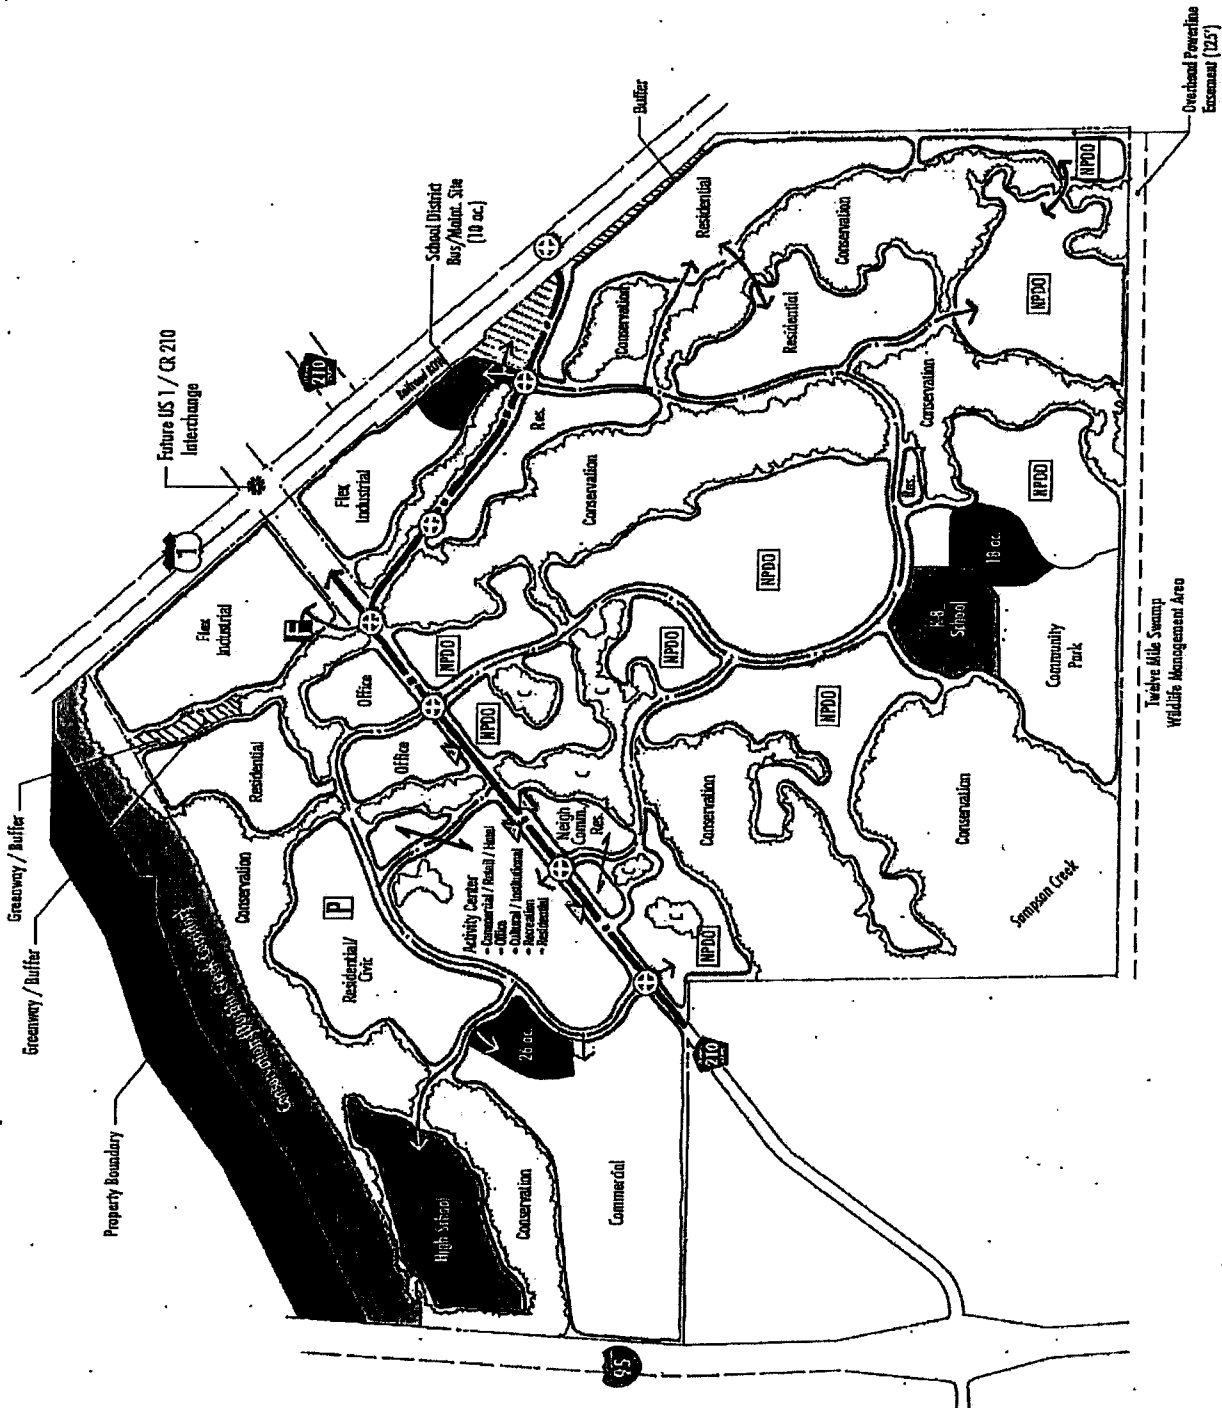 Overhead Powerline
Easement (125')
Buffer
School District
Bus/Maint. Site
(10 ac.)
Future US 1 / CR 210
Interchange
210
Railroad ROW
1
Residential
Conservation
NPDO
Conservation
Residential
NPDO
Res.
Flex
Industrial
Conservation
Conservation
NPDO
Res.
18 ac.
K-8
School
Community
Park
Twelve Mile Swamp
Wildlife Management Area
Flex
Industrial
E
Office
NPDO
NPDO
NPDO
NPDO
C
C
C
C
C
Office
NPDO
Residential
Greenway / Buffer
Greenway / Buffer
Conservation
P
Residential/
Civic
Activity Center
- Commercial / Retail / Hotel
- Office
- Cultural / Institutional
- Recreation
- Residential
Neigh
Comm.
Res.
Conservation
Conservation
Sampson Creek
NPDO
26 ac.
210
Property Boundary
High School
Conservation
Commercial
95